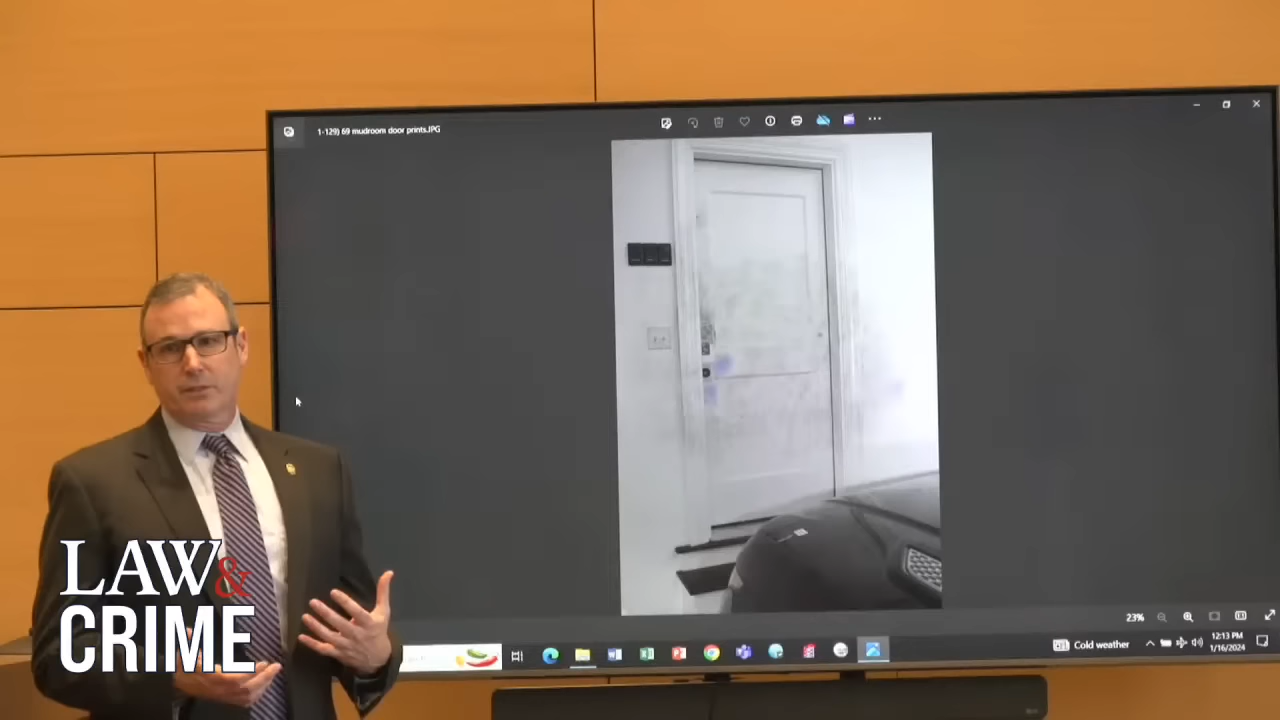 1-129) 69 mudroom door prints.JPG
23%
Cold weather
12:13 PM
1/16/2024
LAW&
CRIME